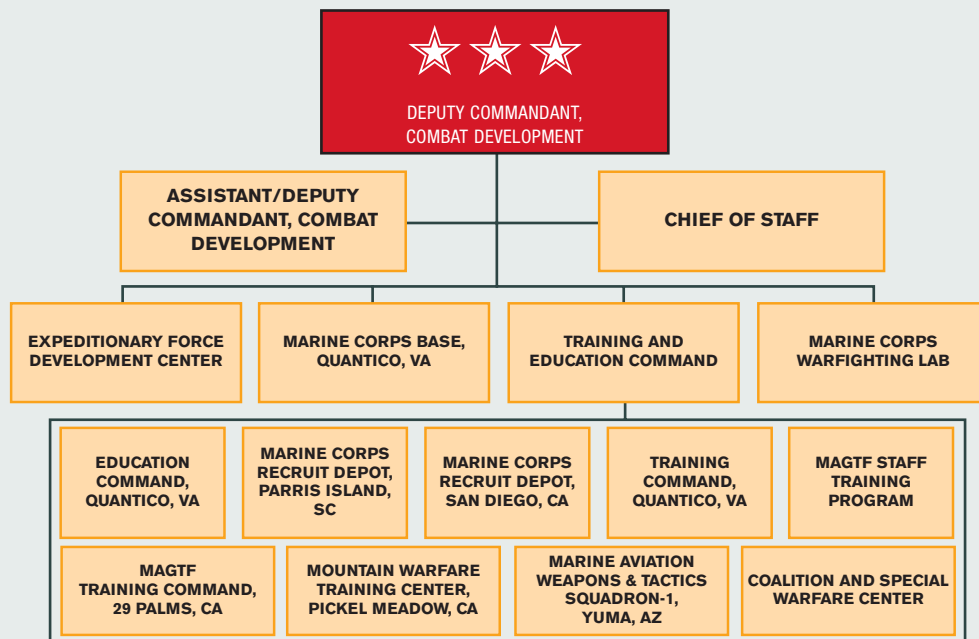 DEPUTY COMMANDANT,
COMBAT DEVELOPMENT
ASSISTANT/DEPUTY
COMMANDANT, COMBAT
DEVELOPMENT
CHIEF OF STAFF
EXPEDITIONARY FORCE
DEVELOPMENT CENTER
MARINE CORPS BASE,
QUANTICO, VA
TRAINING AND
EDUCATION COMMAND
MARINE CORPS
WARFIGHTING LAB
EDUCATION
COMMAND,
QUANTICO, VA
MARINE CORPS
RECRUIT DEPOT,
PARRIS ISLAND,
SC
MARINE CORPS
RECRUIT DEPOT,
SAN DIEGO, CA
TRAINING
COMMAND,
QUANTICO, VA
MAGTF STAFF
TRAINING
PROGRAM
MAGTF
TRAINING COMMAND,
29 PALMS, CA
MOUNTAIN WARFARE
TRAINING CENTER,
PICKEL MEADOW, CA
MARINE AVIATION
WEAPONS & TACTICS
SQUADRON-1,
YUMA, AZ
COALITION AND SPECIAL
WARFARE CENTER